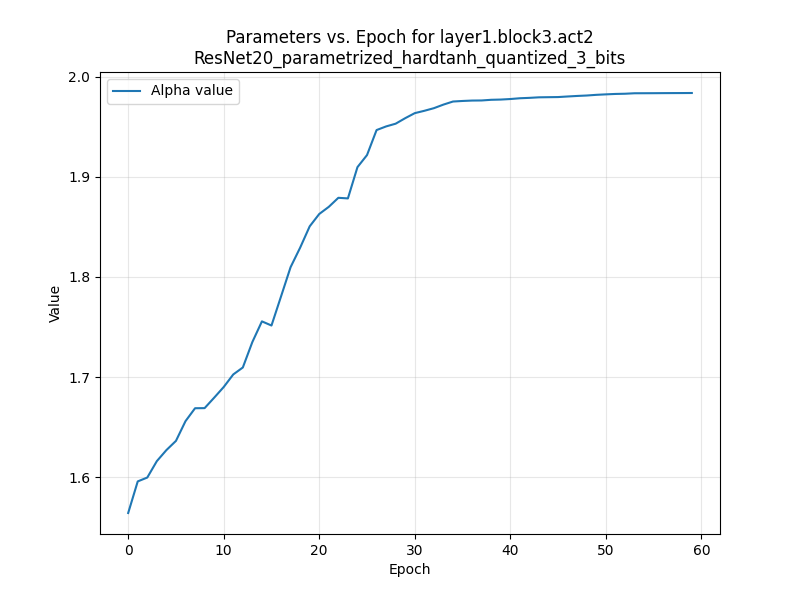 Parameters vs. Epoch for layer1.block3.act2
ResNet20_parametrized_hardtanh_quantized_3_bits
Alpha value
2.0
1.9
1.8
1.7
1.6
Value
0 10 20 30 40 50 60
Epoch